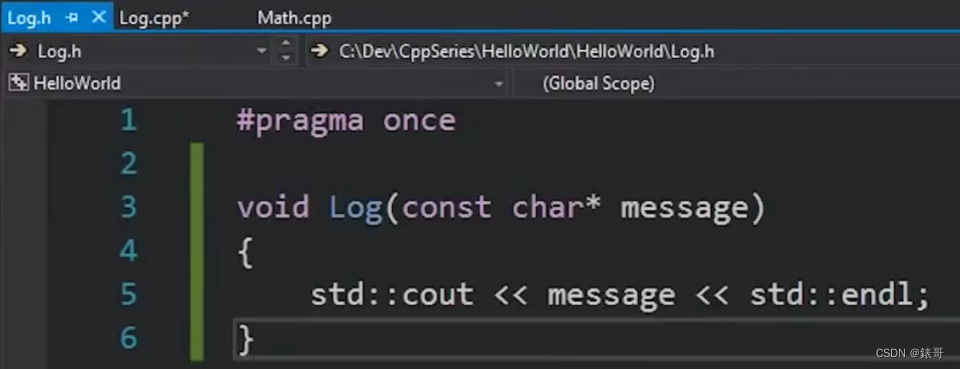 Log.h Log.cpp* Math.cpp
Log.h C:\Dev\CppSeries\HelloWorld\HelloWorld\Log.h
HelloWorld (Global Scope)
1 #pragma once
2
3 void Log(const char* message)
4 {
5 std::cout << message << std::endl;
6 }
CSDN @錶哥